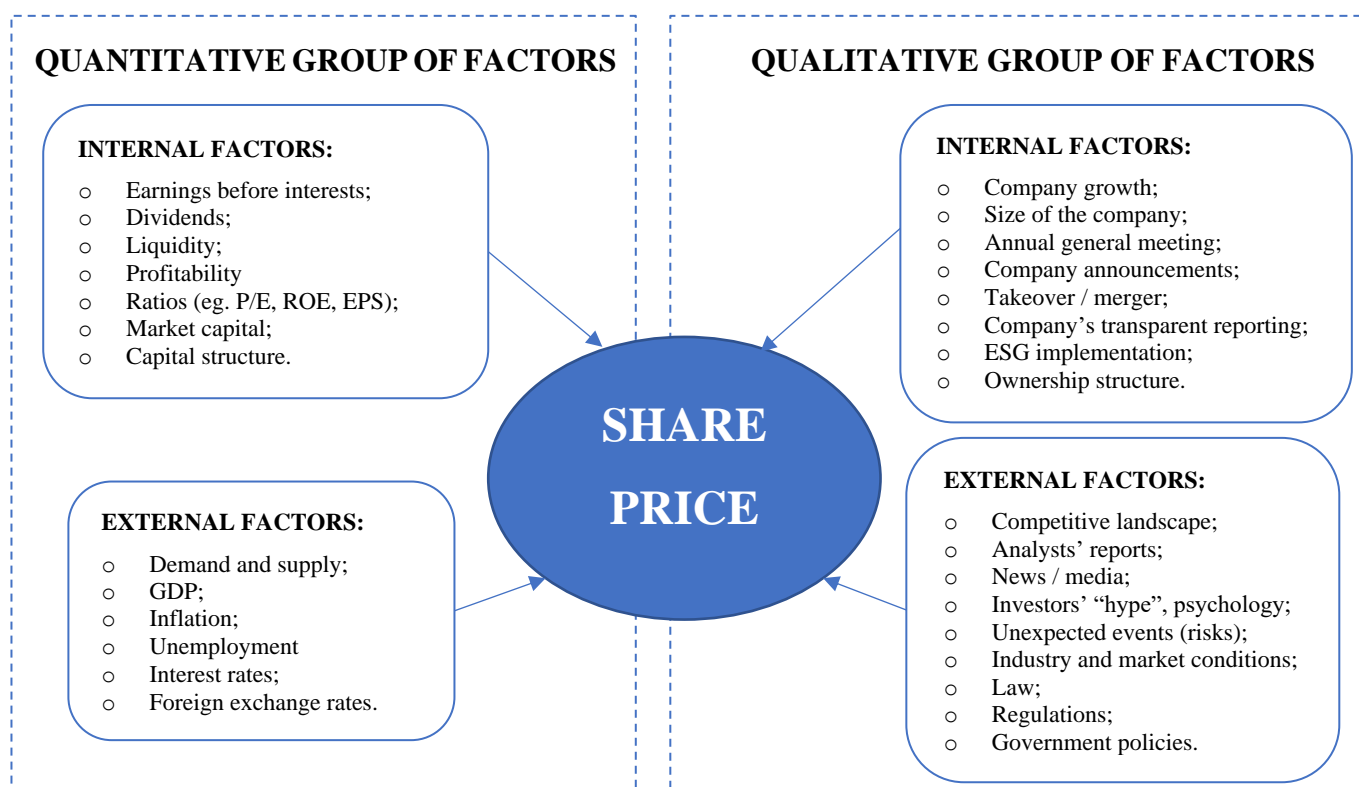 QUANTITATIVE GROUP OF FACTORS
INTERNAL FACTORS:
o Earnings before interests;
o Dividends;
o Liquidity;
o Profitability
o Ratios (eg. P/E, ROE, EPS);
o Market capital;
o Capital structure.
EXTERNAL FACTORS:
o Demand and supply;
o GDP;
o Inflation;
o Unemployment
o Interest rates;
o Foreign exchange rates.
SHARE
PRICE
QUALITATIVE GROUP OF FACTORS
INTERNAL FACTORS:
o Company growth;
o Size of the company;
o Annual general meeting;
o Company announcements;
o Takeover / merger;
o Company’s transparent reporting;
o ESG implementation;
o Ownership structure.
EXTERNAL FACTORS:
o Competitive landscape;
o Analysts’ reports;
o News / media;
o Investors’ “hype”, psychology;
o Unexpected events (risks);
o Industry and market conditions;
o Law;
o Regulations;
o Government policies.